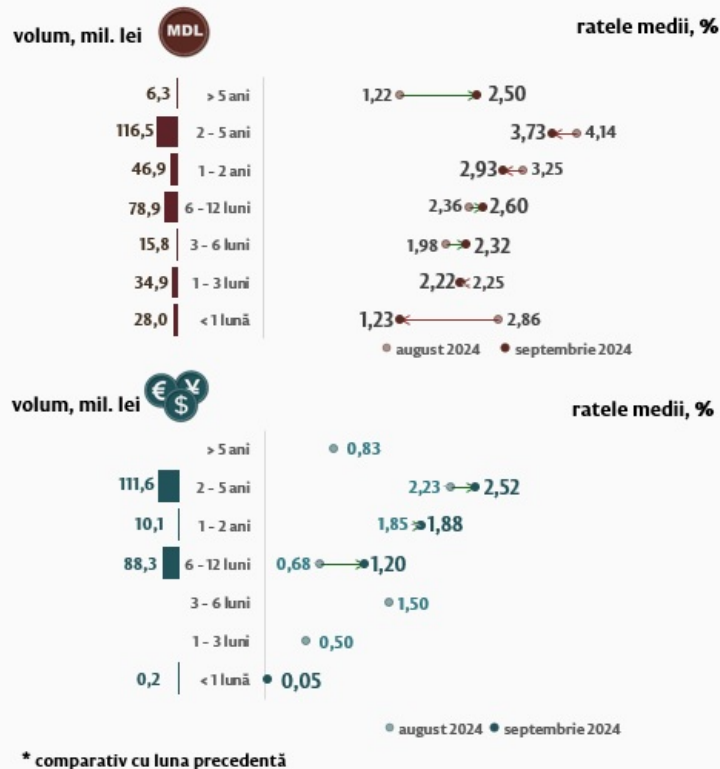 volum, mil. lei MDL ratele medii, %
6,3 > 5 ani 1,22 2,50
116,5 2 - 5 ani 3,73 4,14
46,9 1 - 2 ani 2,93 3,25
78,9 6 - 12 luni 2,36 2,60
15,8 3 - 6 luni 1,98 2,32
34,9 1 - 3 luni 2,22 2,25
28,0 < 1 lună 1,23 2,86
august 2024 septembrie 2024
volum, mil. lei € ¥ $ ratele medii, %
> 5 ani 0,83
111,6 2 - 5 ani 2,23 2,52
10,1 1 - 2 ani 1,85 1,88
88,3 6 - 12 luni 0,68 1,20
3 - 6 luni 1,50
1 - 3 luni 0,50
0,2 < 1 lună 0,05
august 2024 septembrie 2024
* comparativ cu luna precedentă